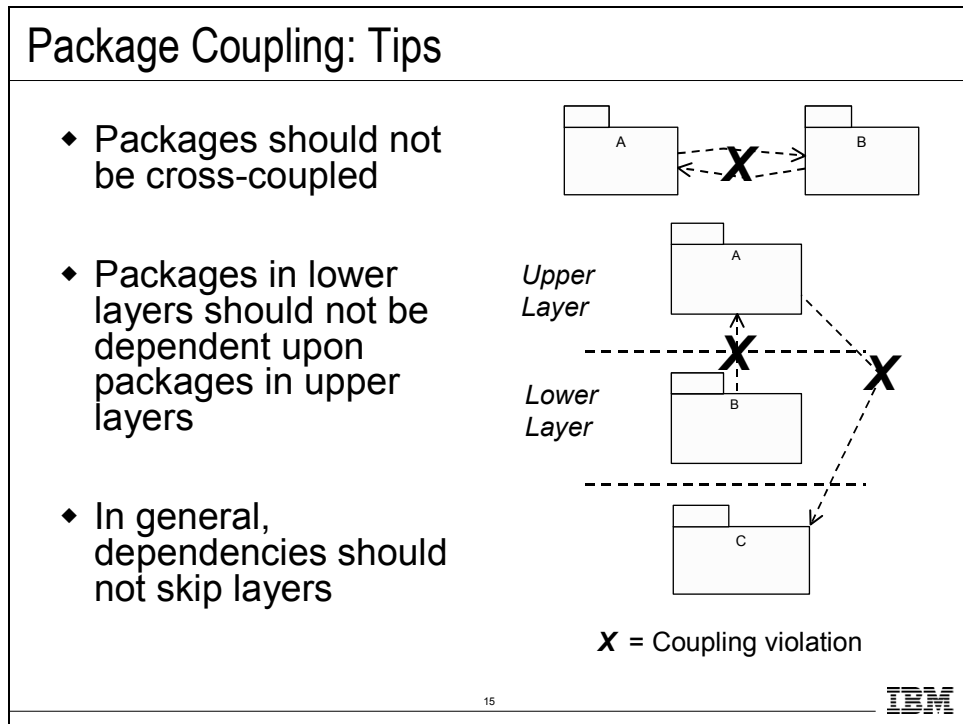 Package Coupling: Tips
◆ Packages should not
be cross-coupled
◆ Packages in lower
layers should not be
dependent upon
packages in upper
layers
◆ In general,
dependencies should
not skip layers
A
X
B
A
Upper
Layer
X
X
Lower
Layer
B
C
X = Coupling violation
15
IBM